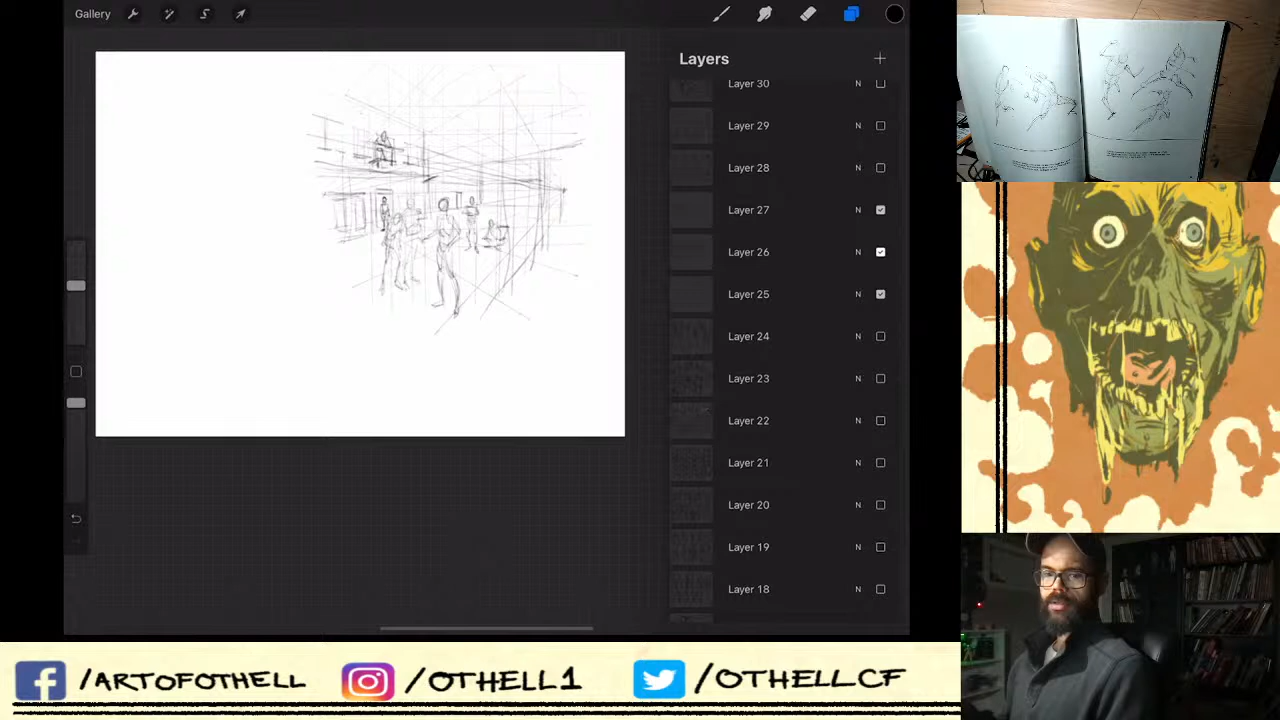 Gallery
Layers
Layer 30 N
Layer 29 N
Layer 28 N
Layer 27 N
Layer 26 N
Layer 25 N
Layer 24 N
Layer 23 N
Layer 22 N
Layer 21 N
Layer 20 N
Layer 19 N
Layer 18 N
/ARTOFOTHELL /OTHELL1 /OTHELLCF